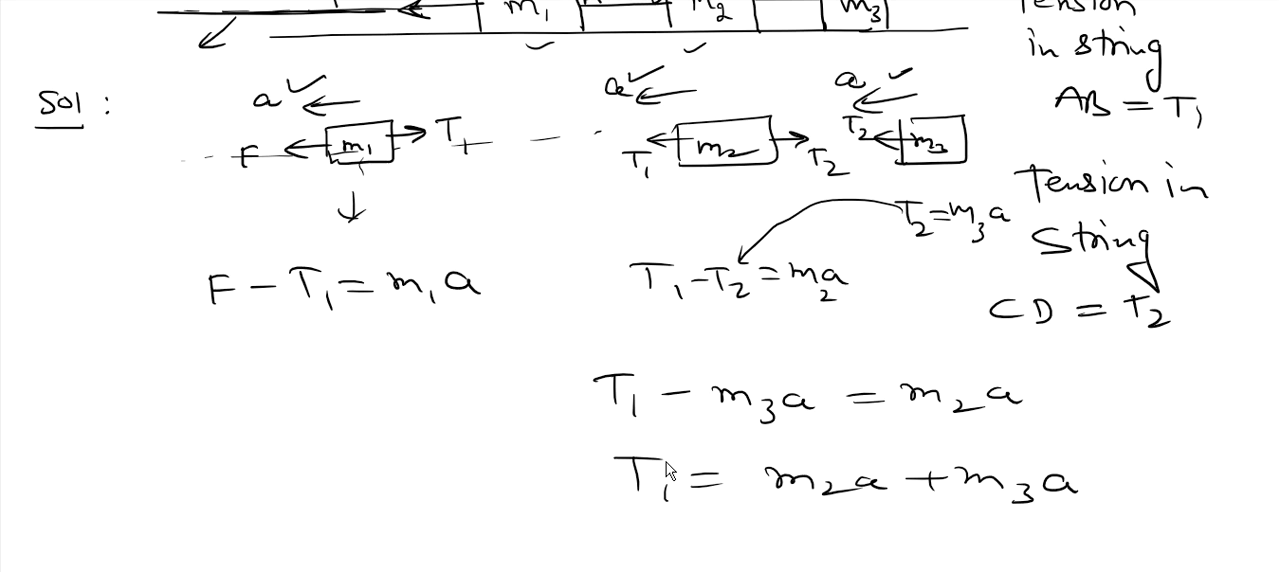 m₁ m₂ m₃
Tension
in string
AB = T₁
Sol :
a a a
F m₁ T₁ T₁ m₂ T₂ T₂ m₃
Tension in
string
CD = T₂
T₂ = m₃a
F - T₁ = m₁a
T₁ - T₂ = m₂a
T₁ - m₃a = m₂a
T₁ = m₂a + m₃a